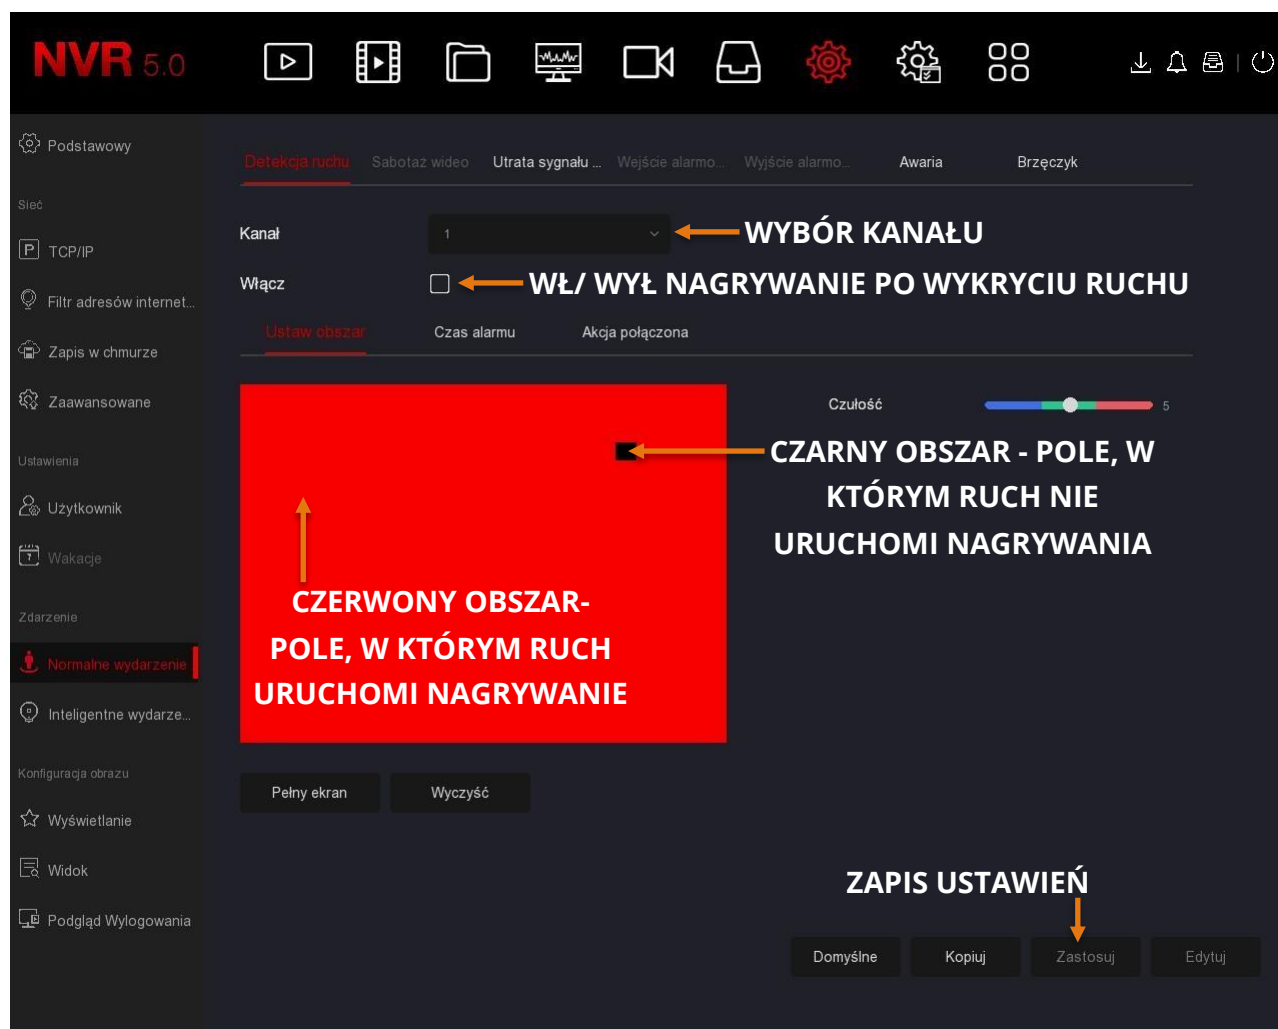 NVR 5.0
Podstawowy
Detekcja ruchu Sabotaż wideo Utrata sygnału ... Wejście alarmo... Wyjście alarmo... Awaria Brzęczyk
Sieć
Kanał 1 WYBÓR KANAŁU
TCP/IP
Włącz WŁ/ WYŁ NAGRYWANIE PO WYKRYCIU RUCHU
Filtr adresów internet...
Ustaw obszar Czas alarmu Akcja połączona
Zapis w chmurze
Zaawansowane
Czułość 5
CZARNY OBSZAR - POLE, W
KTÓRYM RUCH NIE
URUCHOMI NAGRYWANIA
Ustawienia
Użytkownik
7 Wakacje
CZERWONY OBSZAR-
POLE, W KTÓRYM RUCH
URUCHOMI NAGRYWANIE
Zdarzenie
Normalne wydarzenie
Inteligentne wydarze...
Konfiguracja obrazu
Pełny ekran Wyczyść
Wyświetlanie
Widok
Podgląd Wylogowania
ZAPIS USTAWIEŃ
Domyślne Kopiuj Zastosuj Edytuj